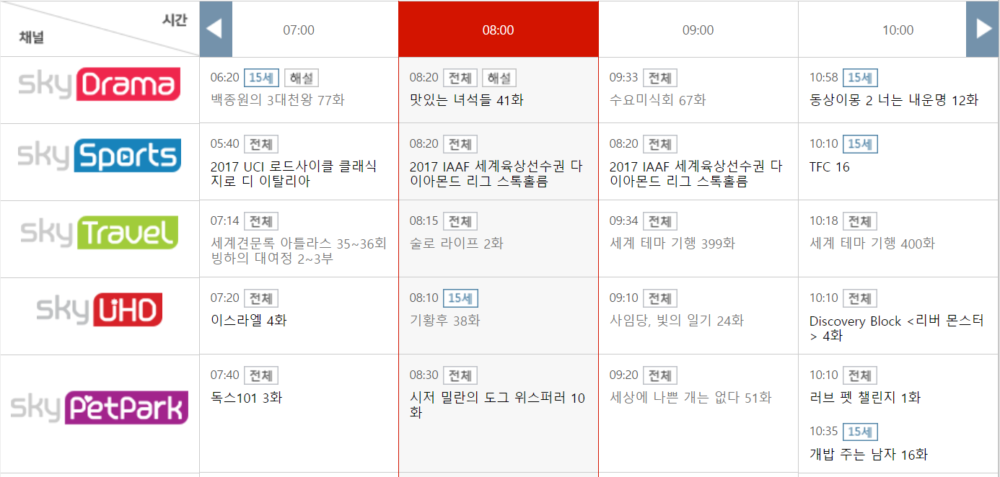 시간
채널
07:00
08:00
09:00
10:00
sky Drama
06:20 15세 해설
백종원의 3대천왕 77화
08:20 전체 해설
맛있는 녀석들 41화
09:33 전체
수요미식회 67화
10:58 15세
동상이몽 2 너는 내운명 12화
sky Sports
05:40 전체
2017 UCI 로드사이클 클래식
지로 디 이탈리아
08:20 전체
2017 IAAF 세계육상선수권 다
이아몬드 리그 스톡홀름
08:20 전체
2017 IAAF 세계육상선수권 다
이아몬드 리그 스톡홀름
10:10 15세
TFC 16
sky Travel
07:14 전체
세계견문록 아틀라스 35~36회
빙하의 대여정 2~3부
08:15 전체
술로 라이프 2화
09:34 전체
세계 테마 기행 399화
10:18 전체
세계 테마 기행 400화
sky UHD
07:20 전체
이스라엘 4화
08:10 15세
기황후 38화
09:10 전체
사임당, 빛의 일기 24화
10:10 전체
Discovery Block <리버 몬스터
> 4화
sky PetPark
07:40 전체
독스101 3화
08:30 전체
시저 밀란의 도그 위스퍼러 10
화
09:20 전체
세상에 나쁜 개는 없다 51화
10:10 전체
러브 펫 챌린지 1화
10:35 15세
개밥 주는 남자 16화